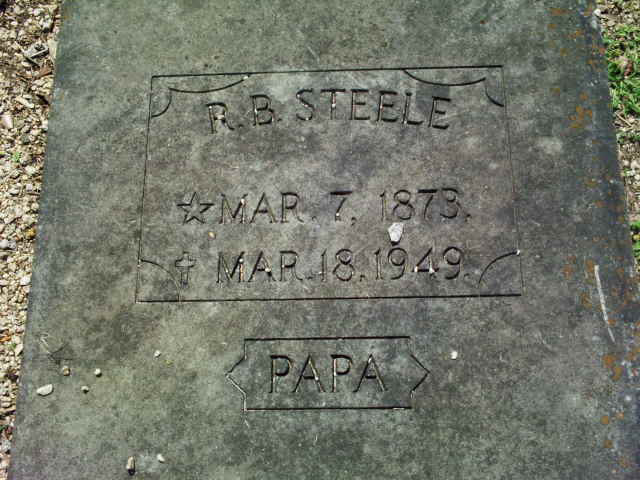 R. B. STEELE
☆ MAR. 7, 1873.
✝ MAR. 18, 1949.
PAPA